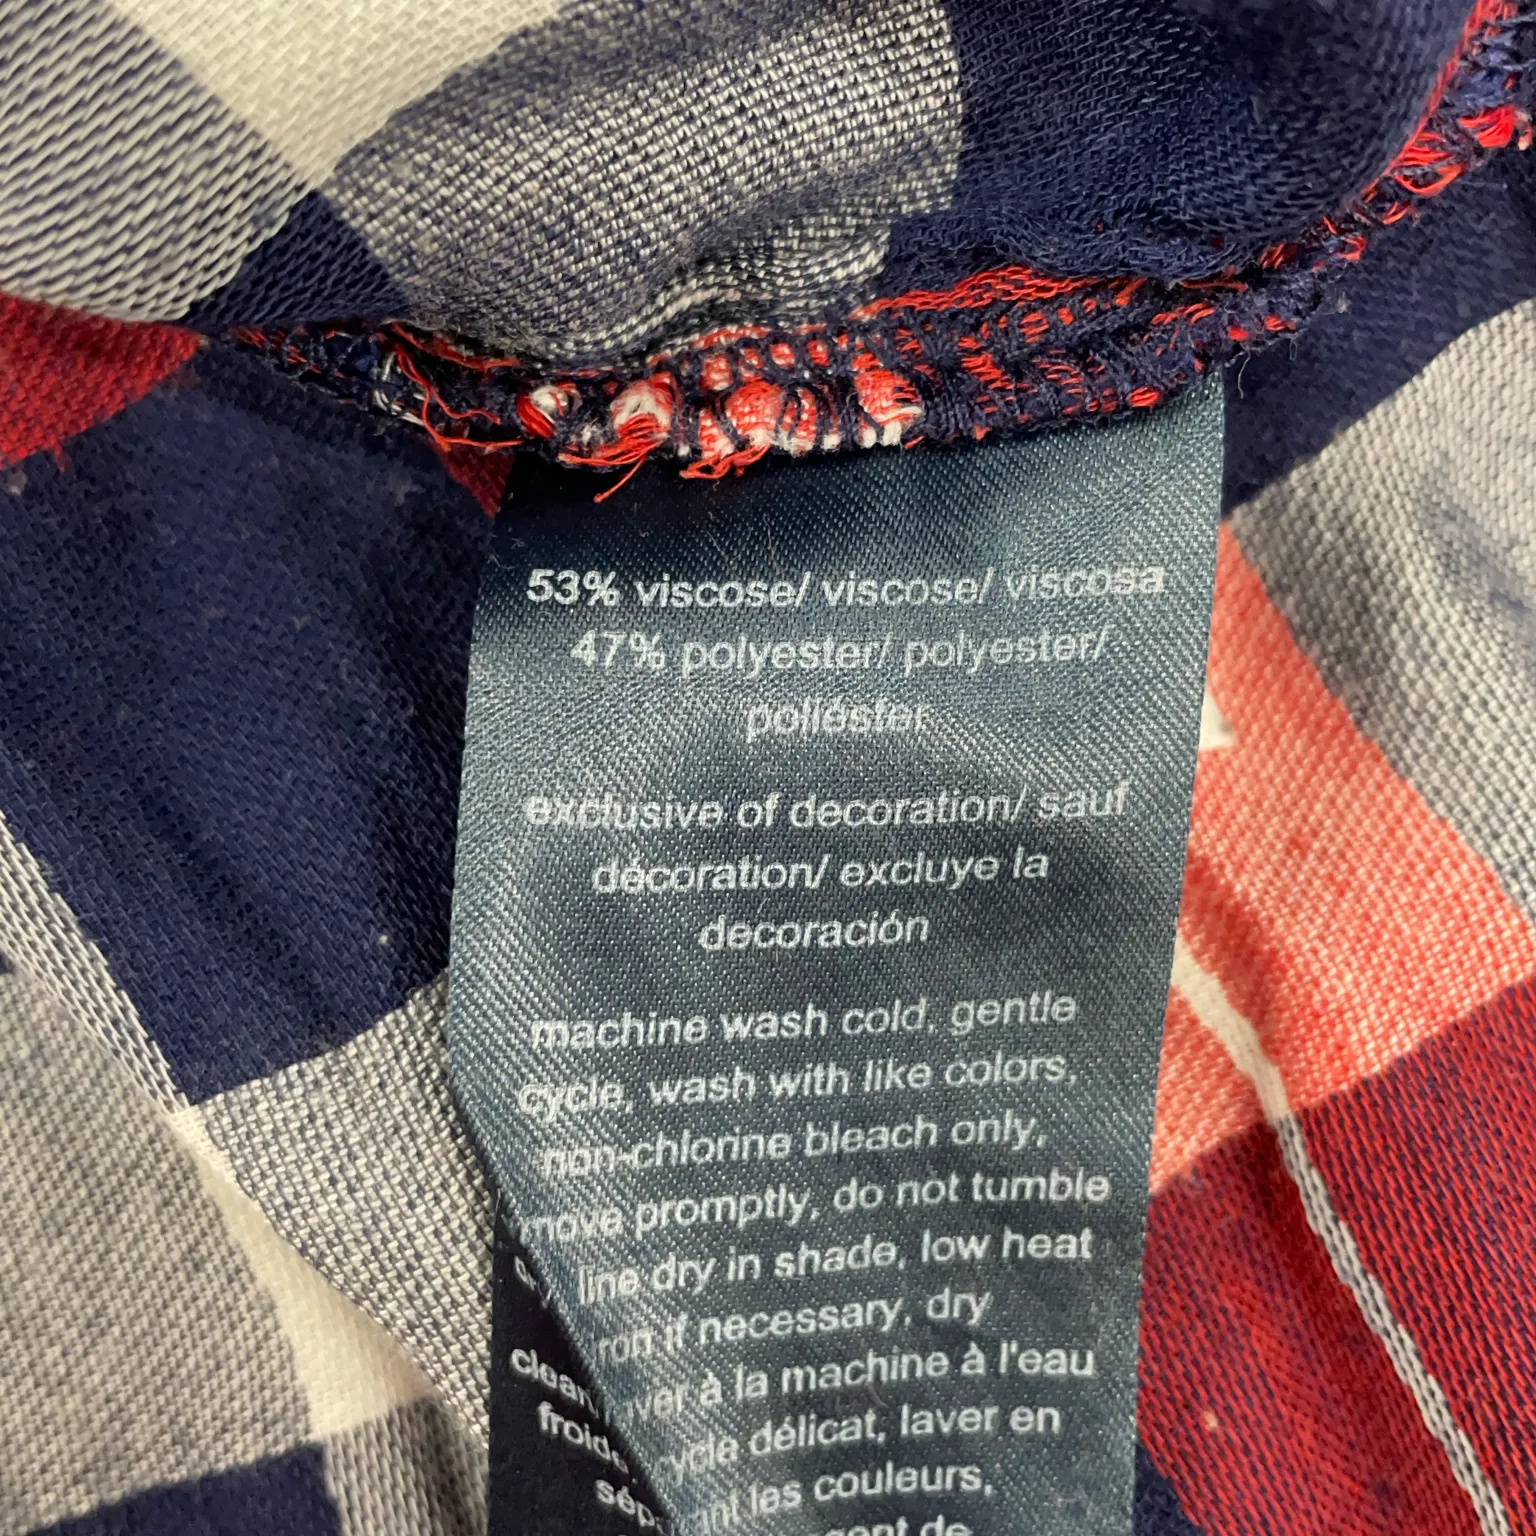 53% viscose/ viscose/ viscosa
47% polyester/ polyester/
poliéster
exclusive of decoration/ sauf
décoration/ excluye la
decoración
machine wash cold, gentle
cycle, wash with like colors,
non-chlorine bleach only,
promptly, do not tumble
line dry in shade, low heat
if necessary, dry
clean
à la machine à l'eau
froide
délicat, laver en
les couleurs,
de